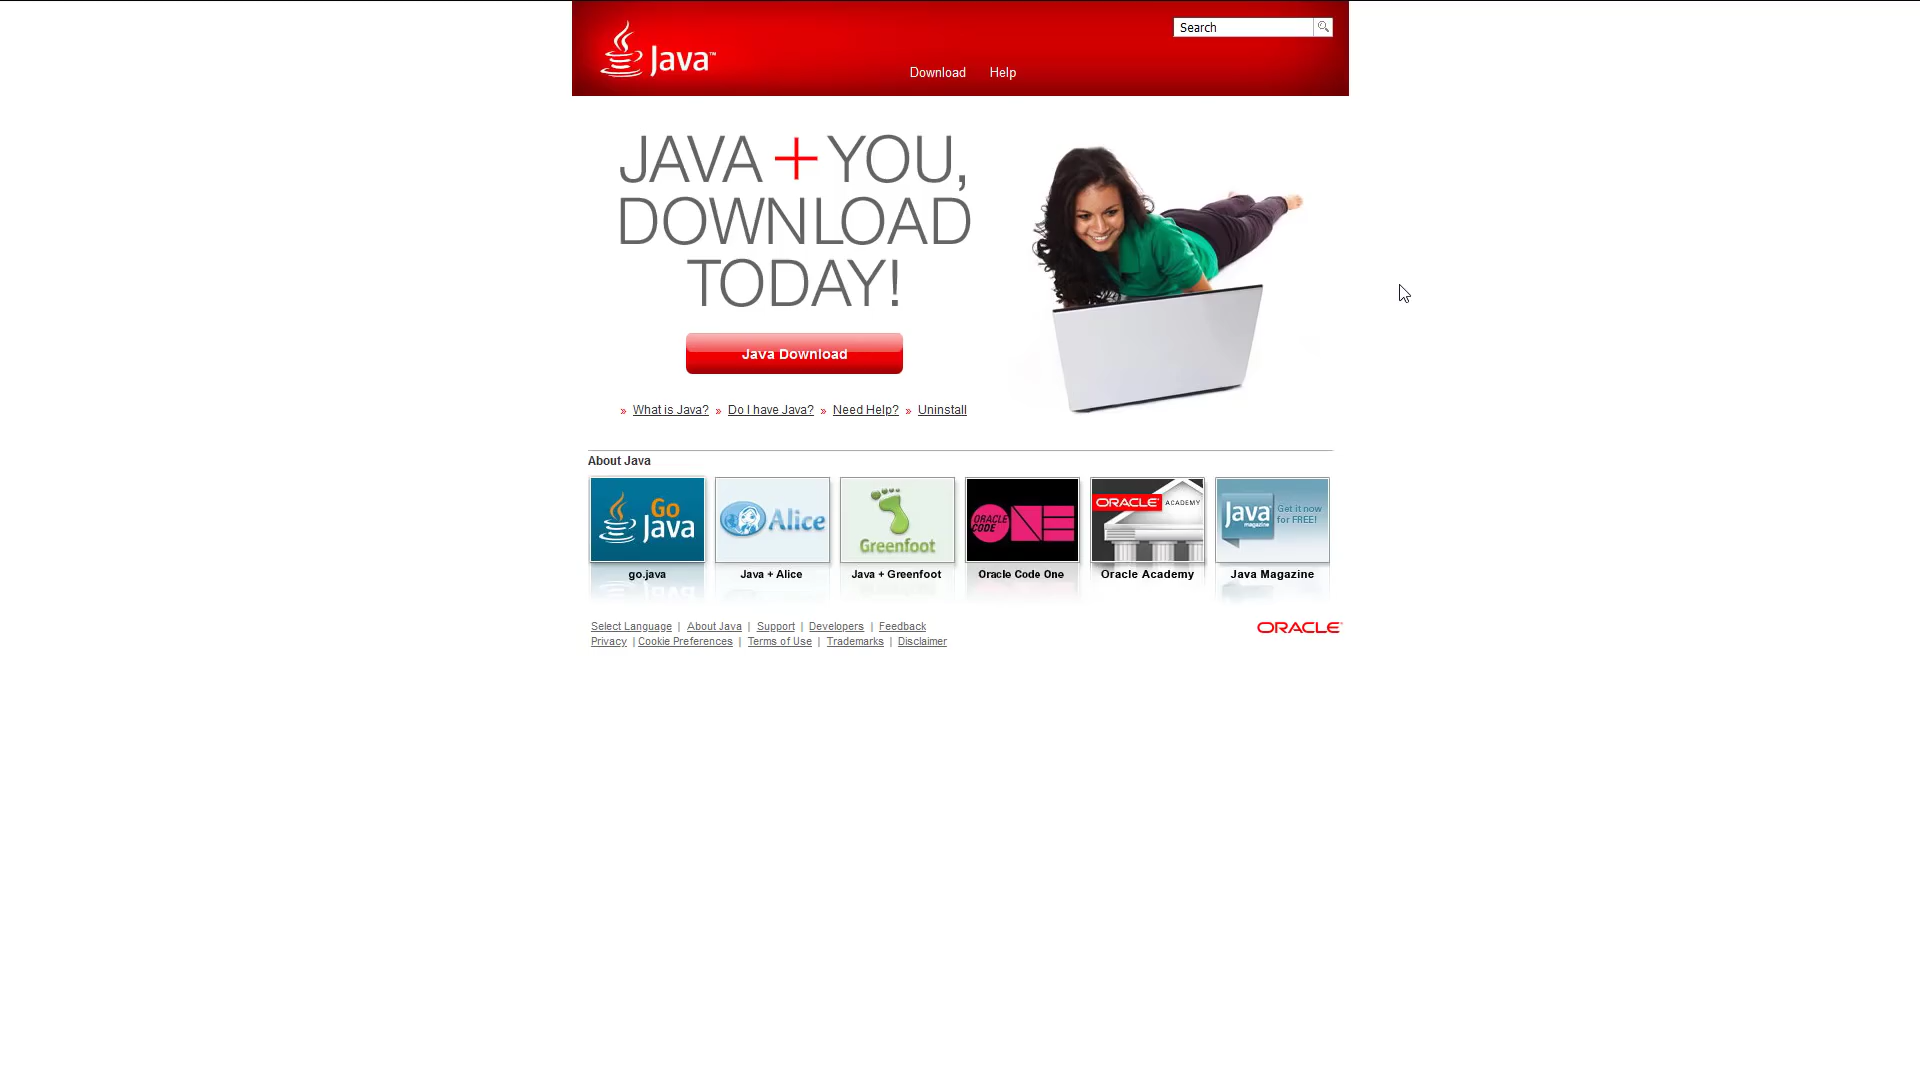 Search
Java™
Download Help
JAVA + YOU,
DOWNLOAD
TODAY!
Java Download
» What is Java? » Do I have Java? » Need Help? » Uninstall
About Java
Go Java
Alice
Greenfoot
ORACLE CODE ONE
ORACLE ACADEMY
Java magazine Get it now for FREE!
go.java
Java + Alice
Java + Greenfoot
Oracle Code One
Oracle Academy
Java Magazine
Select Language | About Java | Support | Developers | Feedback
Privacy | Cookie Preferences | Terms of Use | Trademarks | Disclaimer
ORACLE